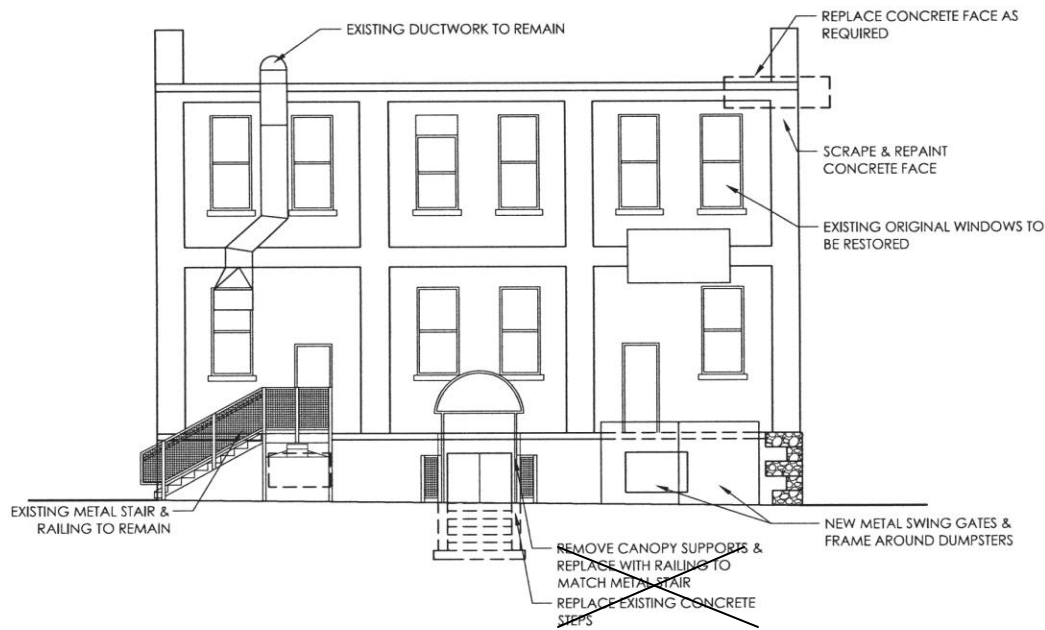 EXISTING DUCTWORK TO REMAIN
REPLACE CONCRETE FACE AS
REQUIRED
SCRAPE & REPAINT
CONCRETE FACE
EXISTING ORIGINAL WINDOWS TO
BE RESTORED
EXISTING METAL STAIR &
RAILING TO REMAIN
NEW METAL SWING GATES &
FRAME AROUND DUMPSTERS
REMOVE CANOPY SUPPORTS &
REPLACE WITH RAILING TO
MATCH METAL STAIR
REPLACE EXISTING CONCRETE
STEPS